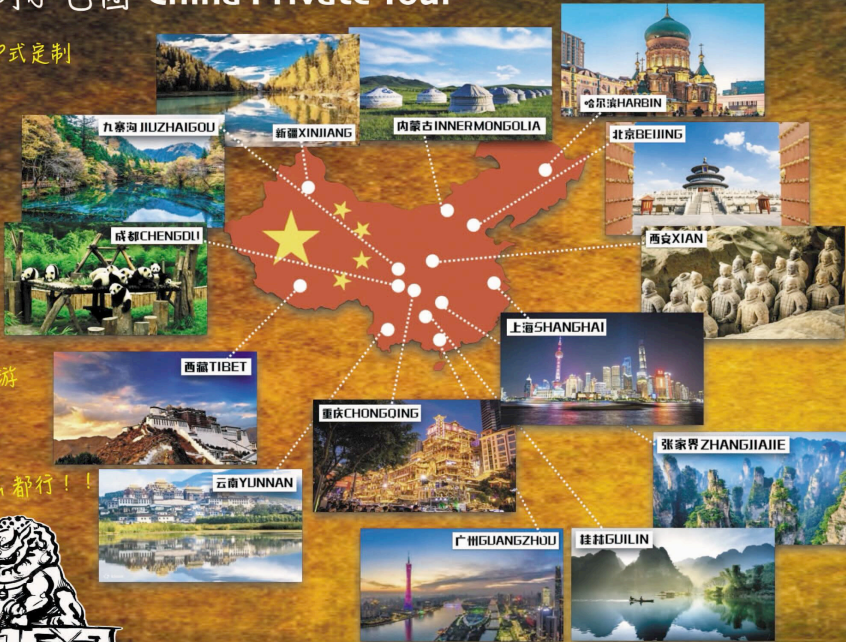 包团 China Private Tour
式定制
哈尔滨HARBIN
九寨沟JIUZHAIGOU
新疆XINJIANG
内蒙古INNERMONGOLIA
北京BEIJING
成都CHENGDU
西安XIAN
上海SHANGHAI
西藏TIBET
游
重庆CHONGQING
张家界ZHANGJIAJIE
云南YUNNAN
都行！！
广州GUANGZHOU
桂林GUILIN